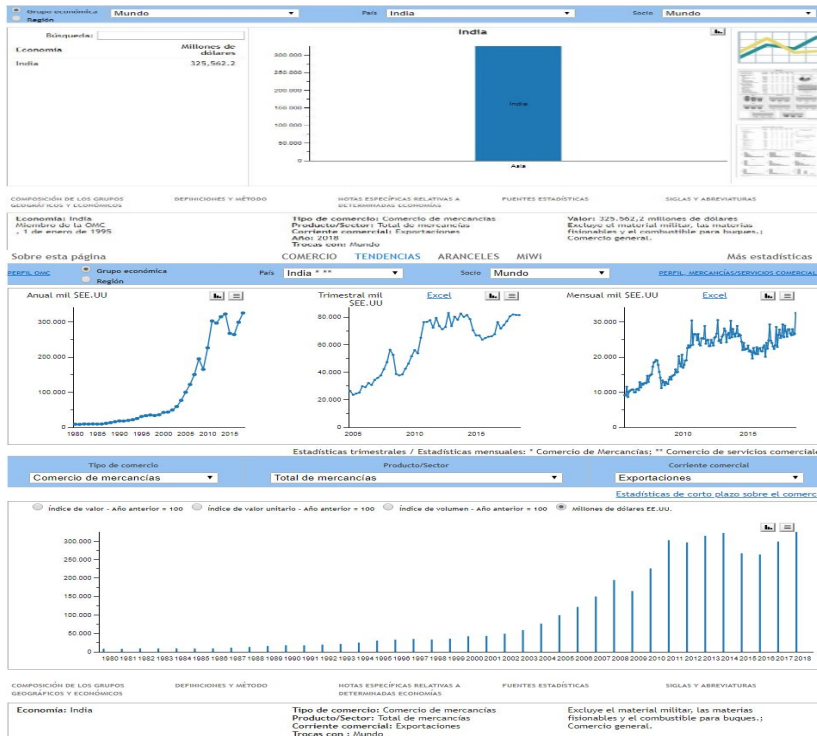 Grupo económica Mundo País India Socio Mundo
Región
Búsqueda:
Economía Millones de dólares
India 325,562.2
India
300.000
250.000
200.000
150.000
100.000
50.000
0
India
Asia
COMPOSICIÓN DE LOS GRUPOS GEOGRÁFICOS Y ECONÓMICOS
DEFINICIONES Y MÉTODO
NOTAS ESPECÍFICAS RELATIVAS A DETERMINADAS ECONOMÍAS
FUENTES ESTADÍSTICAS
SIGLAS Y ABREVIATURAS
Economía: India
Miembro de la OMC
, 1 de enero de 1995
Tipo de comercio: Comercio de mercancías
Producto/Sector: Total de mercancías
Corriente comercial: Exportaciones
Año: 2018
Trocas con: Mundo
Valor: 325.562,2 millones de dólares
Excluye el material militar, las materias
fisionables y el combustible para buques.;
Comercio general.
Sobre esta página COMERCIO TENDENCIAS ARANCELES MiWi Más estadísticas
PERFIL OMC Grupo económica País India * ** Socio Mundo PERFIL, MERCANCÍAS/SERVICIOS COMERCIAL
Región
Anual mil $EE.UU
300.000
200.000
100.000
0
1980 1985 1990 1995 2000 2005 2010 2015
Trimestral mil $EE.UU
Excel
80.000
60.000
40.000
20.000
0
2006 2010 2015
Mensual mil $EE.UU Excel
30.000
20.000
10.000
0
2010 2015
Estadísticas trimestrales / Estadísticas mensuales: * Comercio de Mercancías; ** Comercio de servicios comerciale
Tipo de comercio Producto/Sector Corriente comercial
Comercio de mercancías Total de mercancías Exportaciones
Estadísticas de corto plazo sobre el comerc
índice de valor - Año anterior = 100 índice de valor unitario - Año anterior = 100 índice de volumen - Año anterior = 100 Millones de dólares EE.UU.
300.000
250.000
200.000
150.000
100.000
50.000
0
1980 1981 1982 1983 1984 1985 1986 1987 1988 1989 1990 1991 1992 1993 1994 1995 1996 1997 1998 1999 2000 2001 2002 2003 2004 2005 2006 2007 2008 2009 2010 2011 2012 2013 2014 2015 2016 2017 2018
COMPOSICIÓN DE LOS GRUPOS GEOGRÁFICOS Y ECONÓMICOS
DEFINICIONES Y MÉTODO
NOTAS ESPECÍFICAS RELATIVAS A DETERMINADAS ECONOMÍAS
FUENTES ESTADÍSTICAS
SIGLAS Y ABREVIATURAS
Economía: India
Tipo de comercio: Comercio de mercancías
Producto/Sector: Total de mercancías
Corriente comercial: Exportaciones
Trocas con : Mundo
Excluye el material militar, las materias
fisionables y el combustible para buques.;
Comercio general.